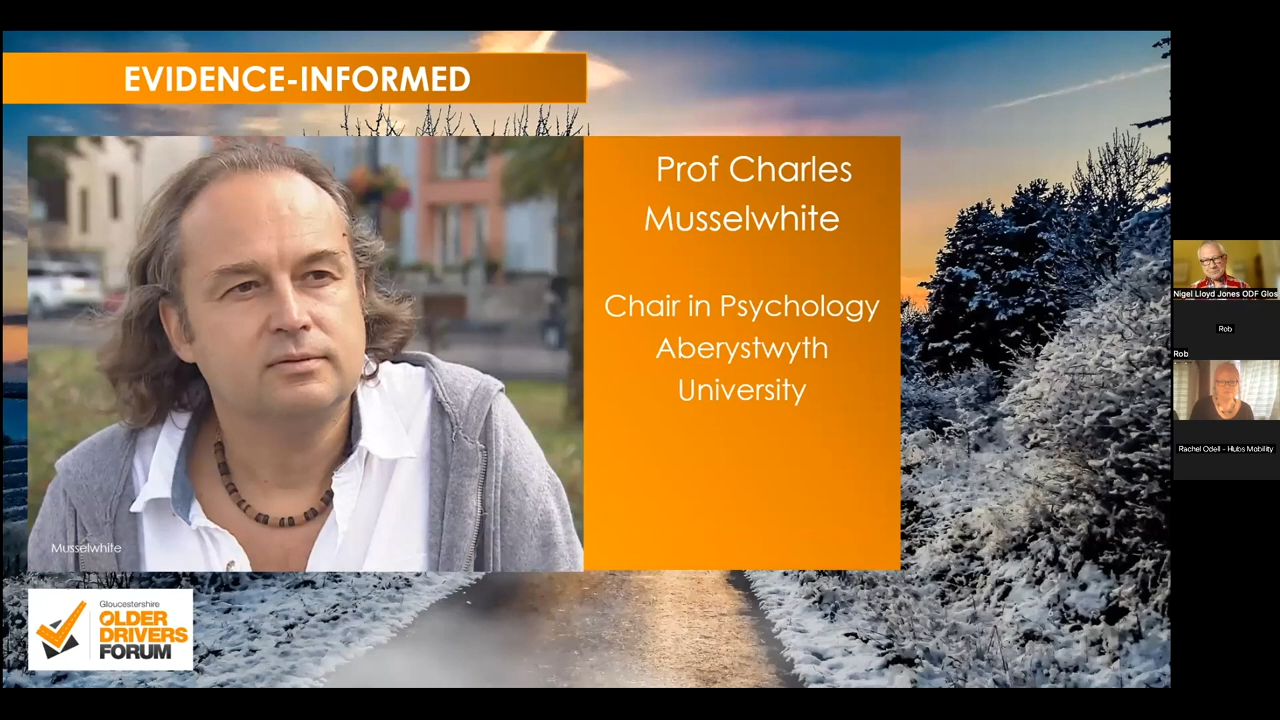 EVIDENCE-INFORMED
Prof Charles
Musselwhite
Chair in Psychology
Aberystwyth
University
Musselwhite
Gloucestershire
OLDER
DRIVERS
FORUM
Nigel Lloyd Jones ODF Glos
Rob
Rob
Rachel Odell - Hubs Mobility